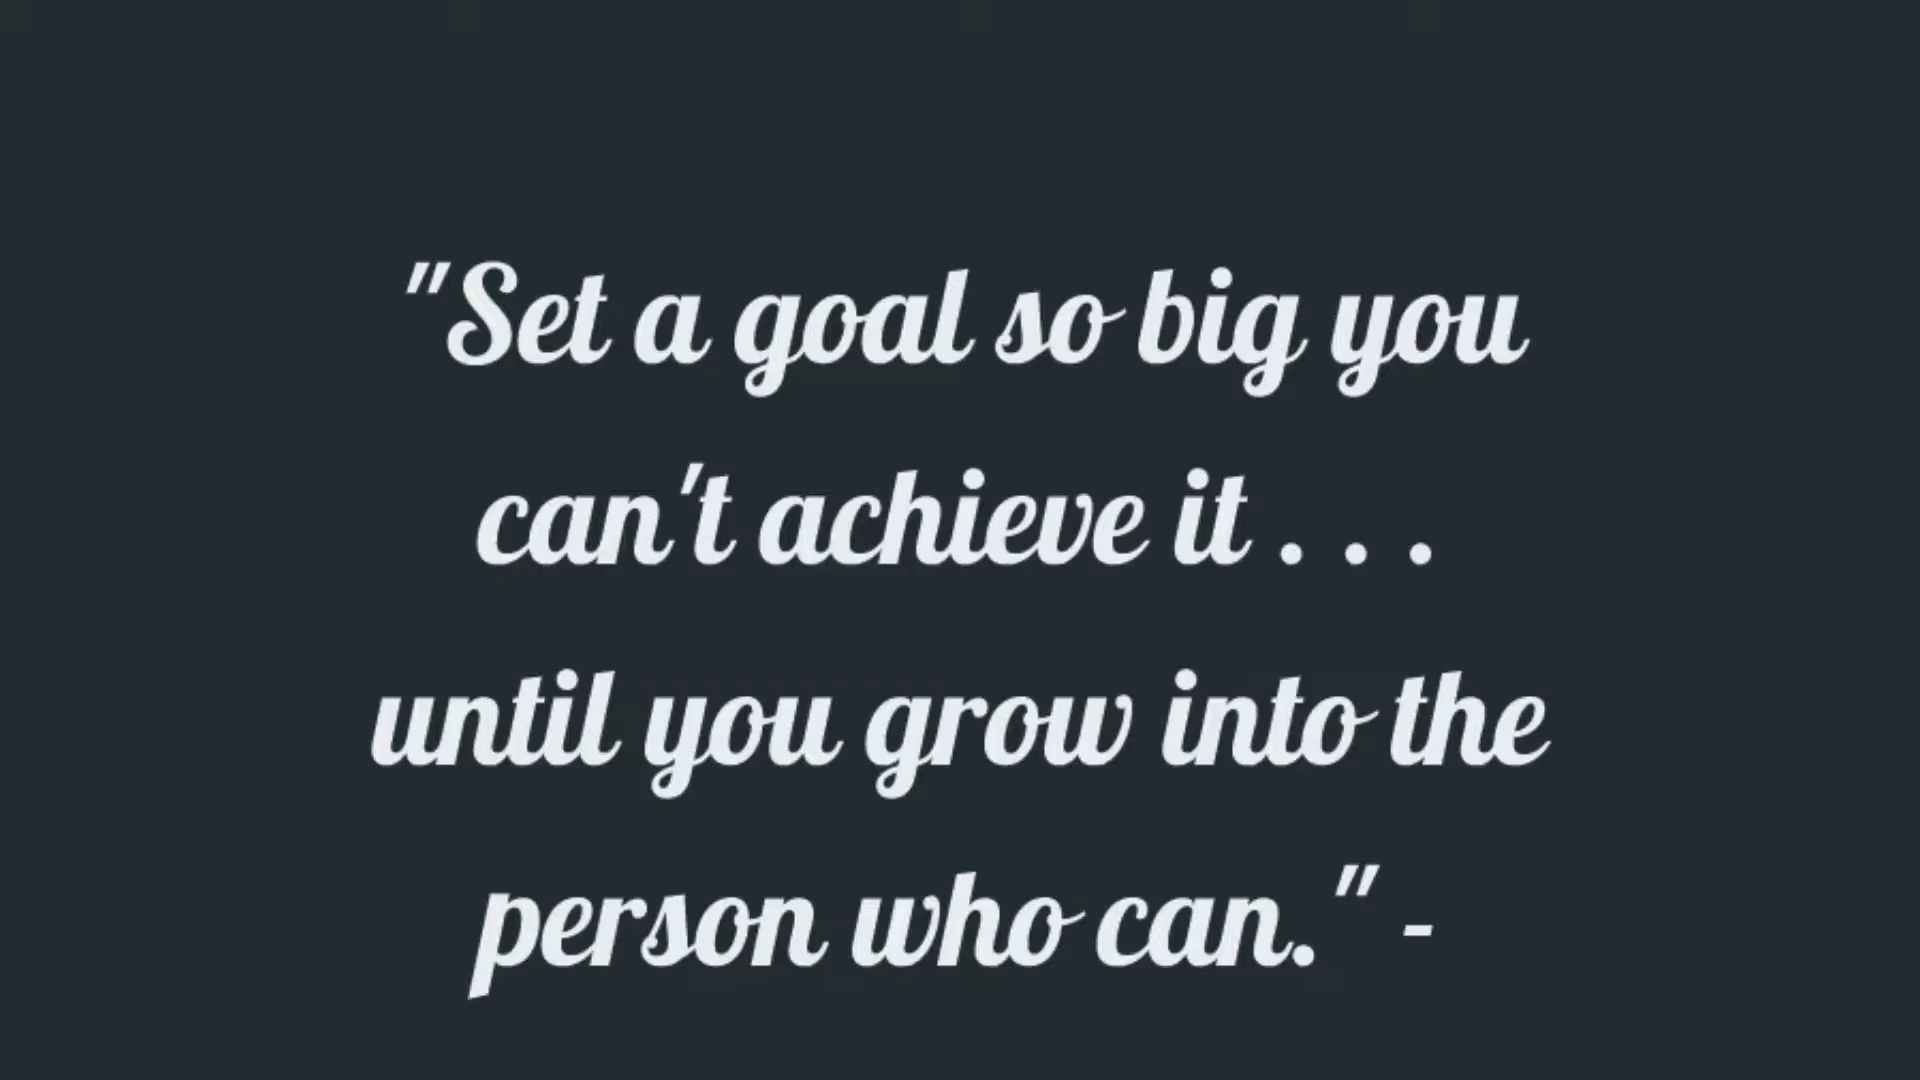 "Set a goal so big you
can't achieve it . . .
until you grow into the
person who can." -